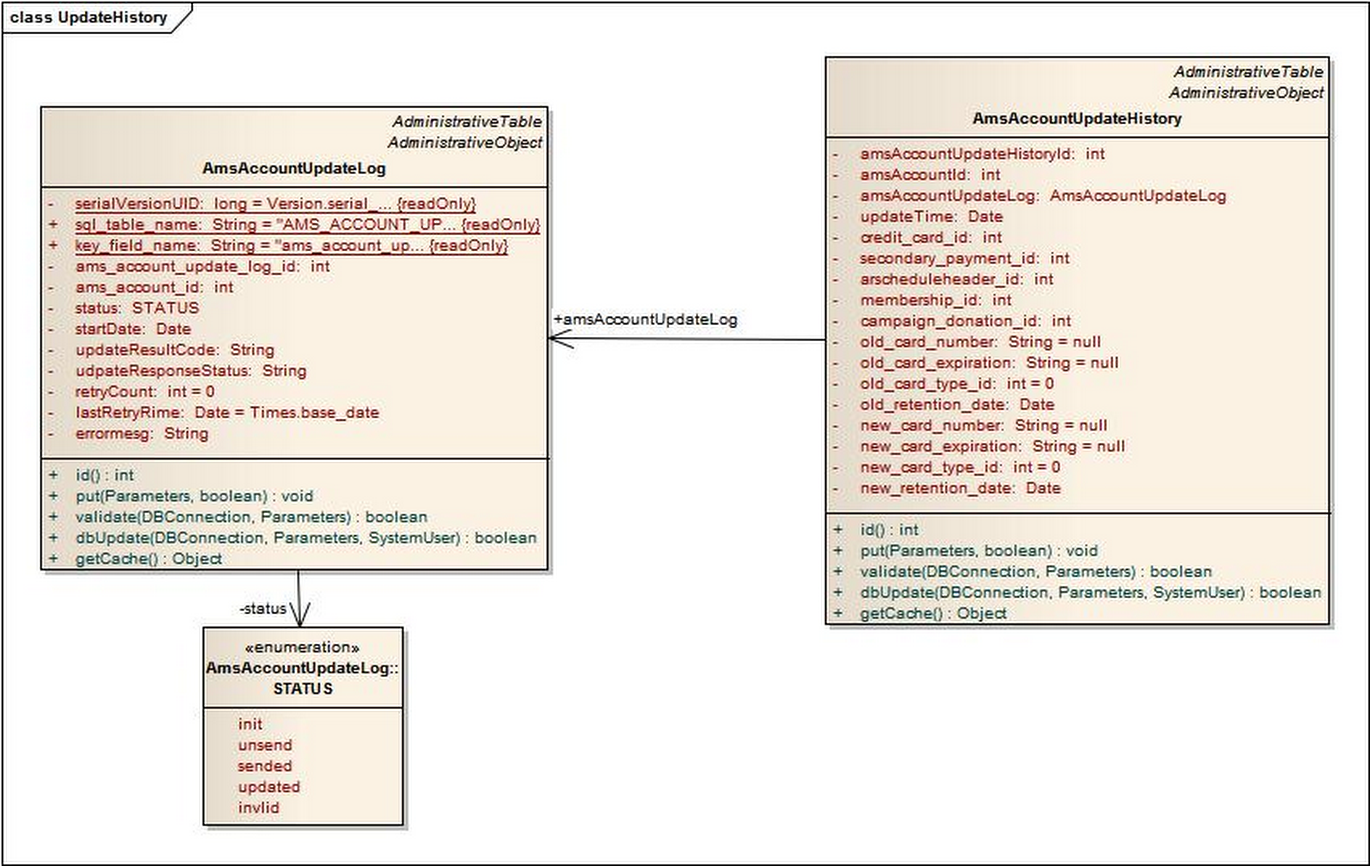 class UpdateHistory
AdministrativeTable
AdministrativeObject
AmsAccountUpdateLog
- serialVersionUID: long = Version.serial_... {readOnly}
+ sql_table_name: String = "AMS_ACCOUNT_UP... {readOnly}
+ key_field_name: String = "ams_account_up... {readOnly}
- ams_account_update_log_id: int
- ams_account_id: int
- status: STATUS
- startDate: Date
- updateResultCode: String
- udpateResponseStatus: String
- retryCount: int = 0
- lastRetryRime: Date = Times.base_date
- errormesg: String
+ id() : int
+ put(Parameters, boolean) : void
+ validate(DBConnection, Parameters) : boolean
+ dbUpdate(DBConnection, Parameters, SystemUser) : boolean
+ getCache() : Object
+amsAccountUpdateLog
AdministrativeTable
AdministrativeObject
AmsAccountUpdateHistory
- amsAccountUpdateHistoryId: int
- amsAccountId: int
- amsAccountUpdateLog: AmsAccountUpdateLog
- updateTime: Date
- credit_card_id: int
- secondary_payment_id: int
- arscheduleheader_id: int
- membership_id: int
- campaign_donation_id: int
- old_card_number: String = null
- old_card_expiration: String = null
- old_card_type_id: int = 0
- old_retention_date: Date
- new_card_number: String = null
- new_card_expiration: String = null
- new_card_type_id: int = 0
- new_retention_date: Date
+ id() : int
+ put(Parameters, boolean) : void
+ validate(DBConnection, Parameters) : boolean
+ dbUpdate(DBConnection, Parameters, SystemUser) : boolean
+ getCache() : Object
-status
«enumeration»
AmsAccountUpdateLog::
STATUS
init
unsend
sended
updated
invlid